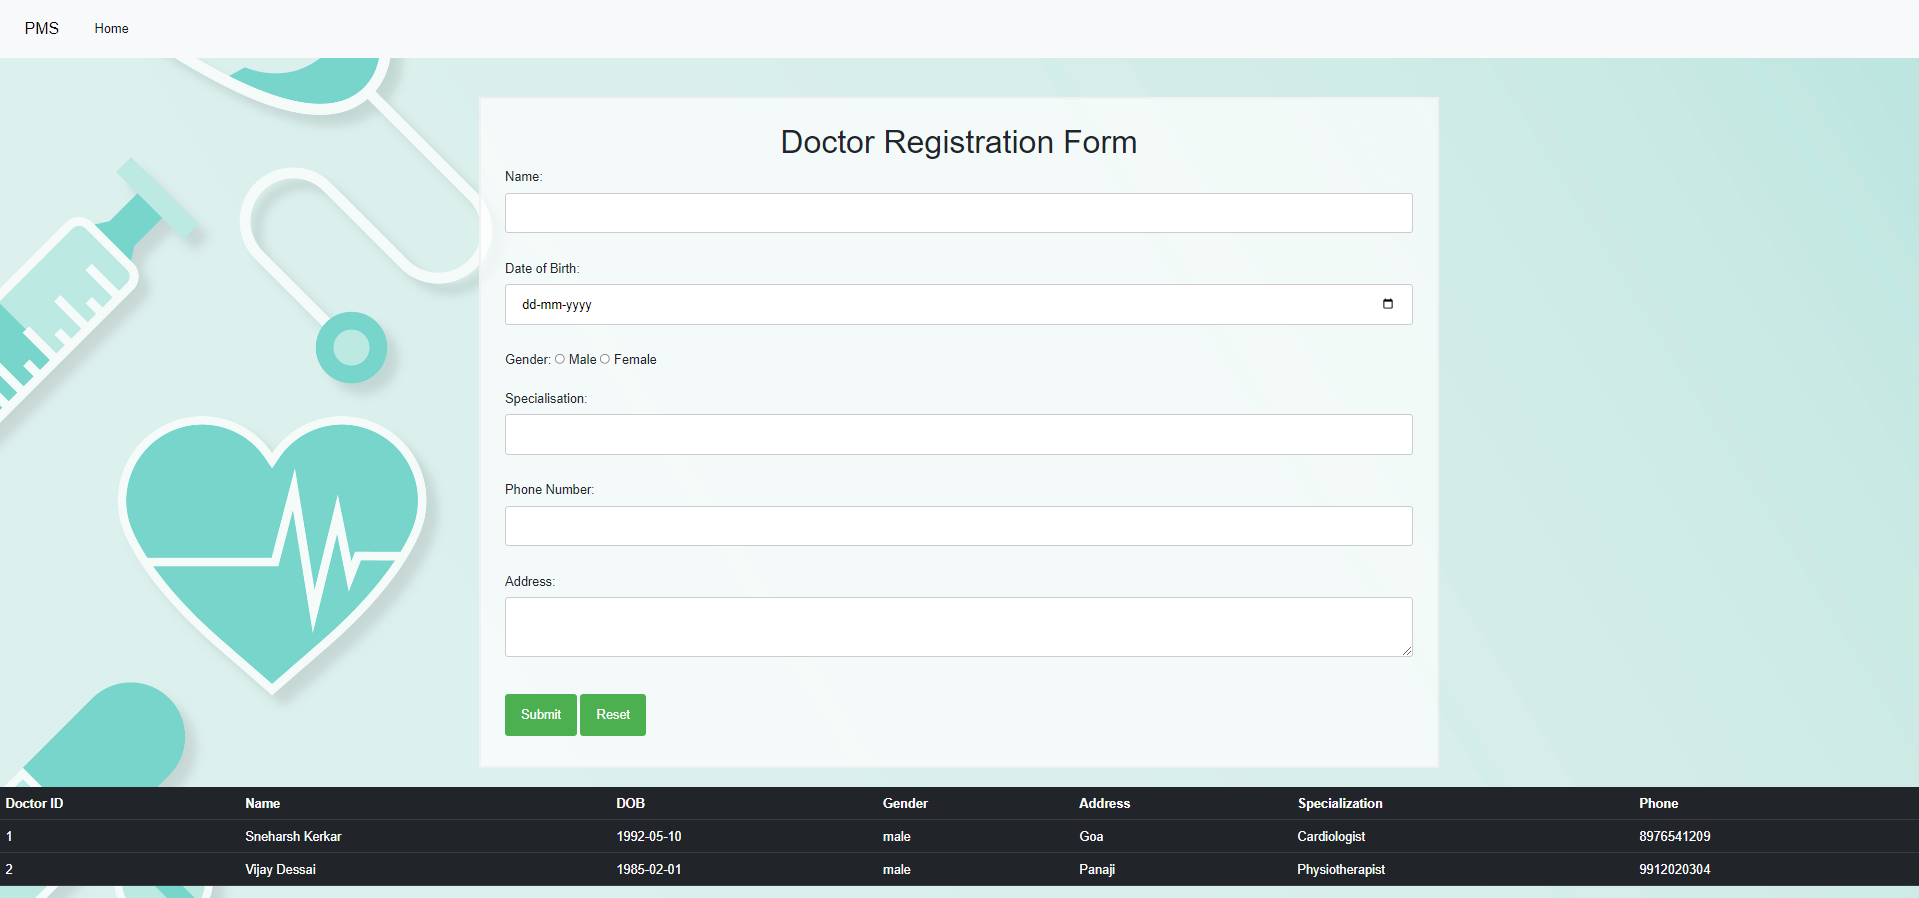 PMS Home
Doctor Registration Form
Name:
Date of Birth:
dd-mm-yyyy
Gender: Male Female
Specialisation:
Phone Number:
Address:
Submit Reset
Doctor ID Name DOB Gender Address Specialization Phone
1 Sneharsh Kerkar 1992-05-10 male Goa Cardiologist 8976541209
2 Vijay Dessai 1985-02-01 male Panaji Physiotherapist 9912020304